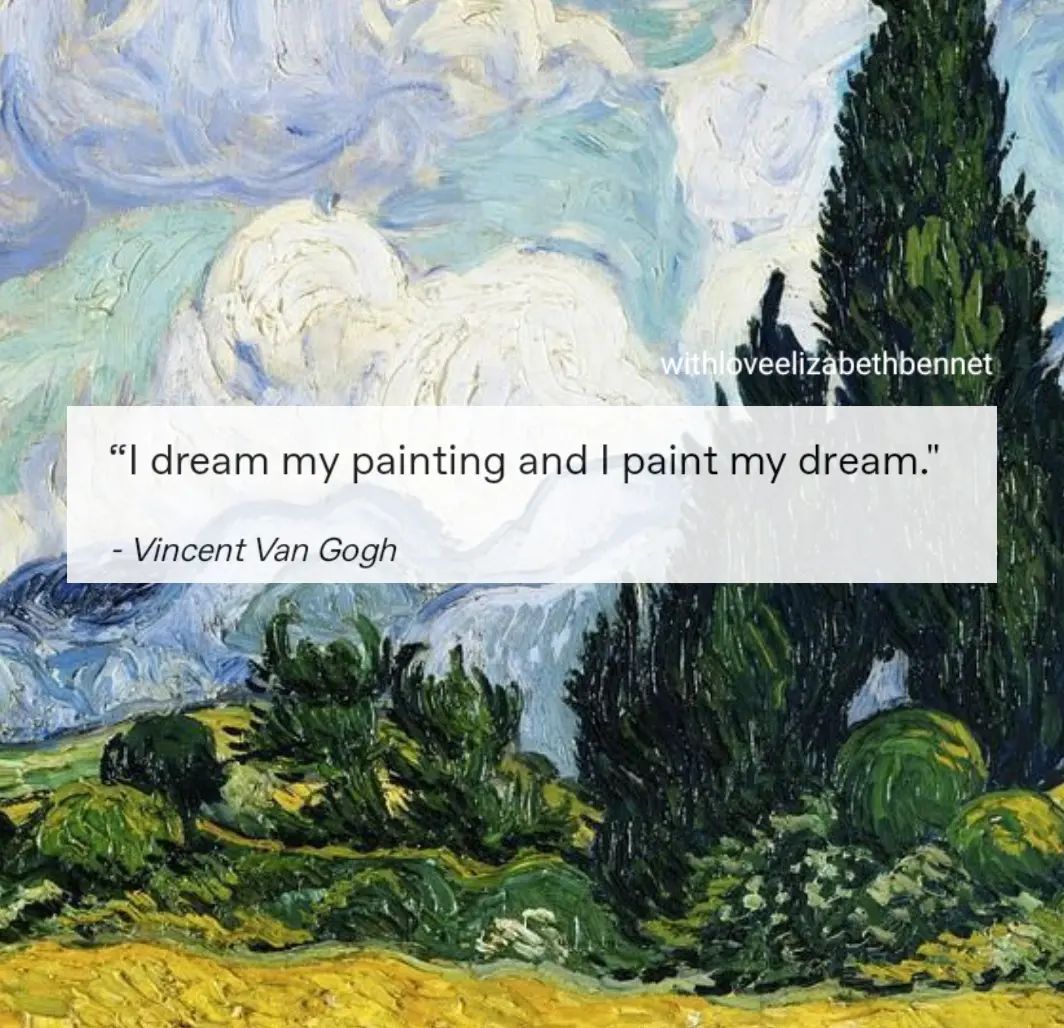 withloveelizabethbennet
“I dream my painting and I paint my dream."
- Vincent Van Gogh